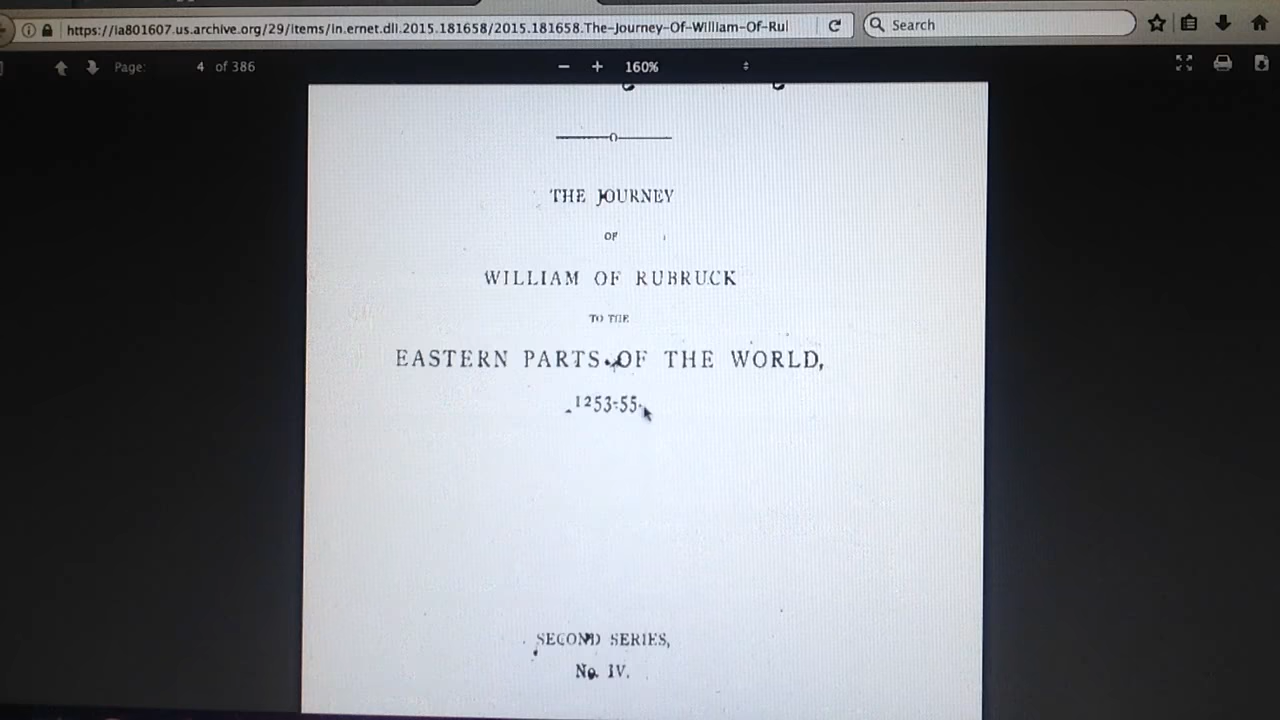 https://ia801607.us.archive.org/29/items/in.ernet.dli.2015.181658/2015.181658.The-Journey-Of-William-Of-Rul
Search
Page: 4 of 386
160%
THE JOURNEY
OF
WILLIAM OF RUBRUCK
TO THE
EASTERN PARTS OF THE WORLD,
1253-55.
SECOND SERIES,
No. IV.